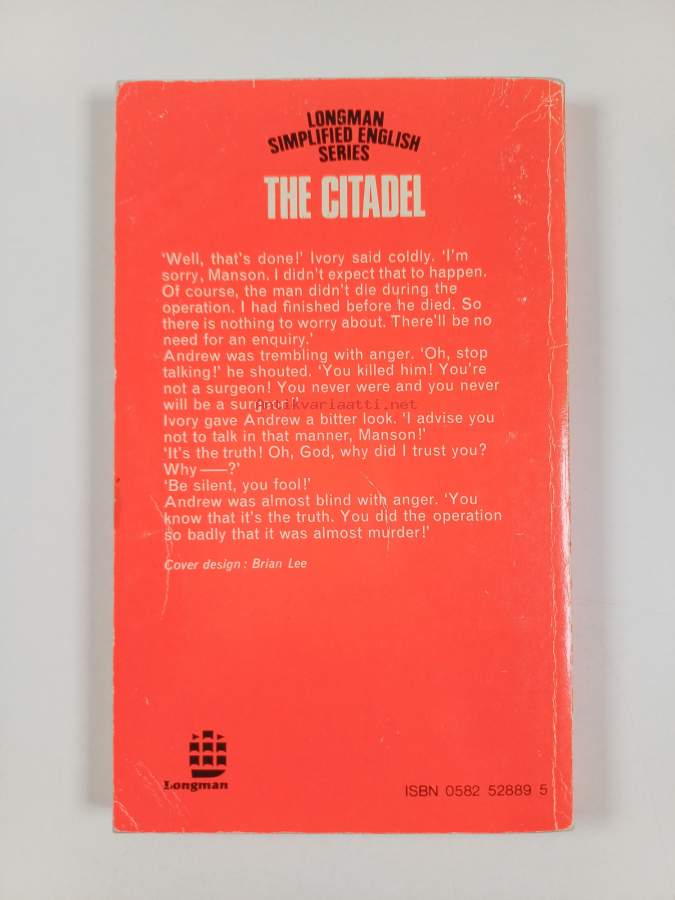 LONGMAN
SIMPLIFIED ENGLISH
SERIES
THE CITADEL
‘Well, that's done!’ Ivory said coldly. ‘I'm
sorry, Manson. I didn't expect that to happen.
Of course, the man didn't die during the
operation. I had finished before he died. So
there is nothing to worry about. There'll be no
need for an enquiry.’
Andrew was trembling with anger. ‘Oh, stop
talking!’ he shouted. ‘You killed him! You're
not a surgeon! You never were and you never
will be a surgeon!’
Antikvariaatti.net
Ivory gave Andrew a bitter look. ‘I advise you
not to talk in that manner, Manson!’
‘It's the truth! Oh, God, why did I trust you?
Why —?’
‘Be silent, you fool!’
Andrew was almost blind with anger. ‘You
know that it's the truth. You did the operation
so badly that it was almost murder!’
Cover design : Brian Lee
Longman
ISBN 0582 52889 5